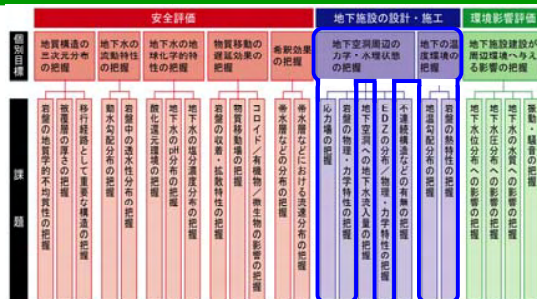 安全評価
地下施設の設計・施工
環境影響評価
個別目標
地質構造の三次元分布の把握
地下水の流動特性の把握
地下水の地球化学的特性の把握
物質移動の遅延効果の把握
希釈効果の把握
地下空洞周辺の力学・水理状態の把握
地下の温度環境の把握
地下施設建設が周辺環境へ与える影響の把握
課題
岩盤の地質学的不均質性の把握
被覆層の厚さの把握
移行経路として重要な構造の把握
動水勾配分布の把握
岩盤中の透水性分布の把握
酸化還元環境の把握
地下水のpH分布の把握
地下水の塩分濃度分布の把握
岩盤の収着・拡散特性の把握
物質移動場の把握
コロイド／有機物／微生物の影響の把握
帯水層などの分布の把握
帯水層などにおける流速分布の把握
応力場の把握
岩盤の物理・力学特性の把握
地下空洞への地下水流入量の把握
EDZの分布／物理・力学特性の把握
不連続構造などの有無の把握
地温勾配分布の把握
岩盤の熱特性の把握
地下水位分布への影響の把握
地下水圧分布への影響の把握
地下水の水質への影響の把握
振動・騒音の把握